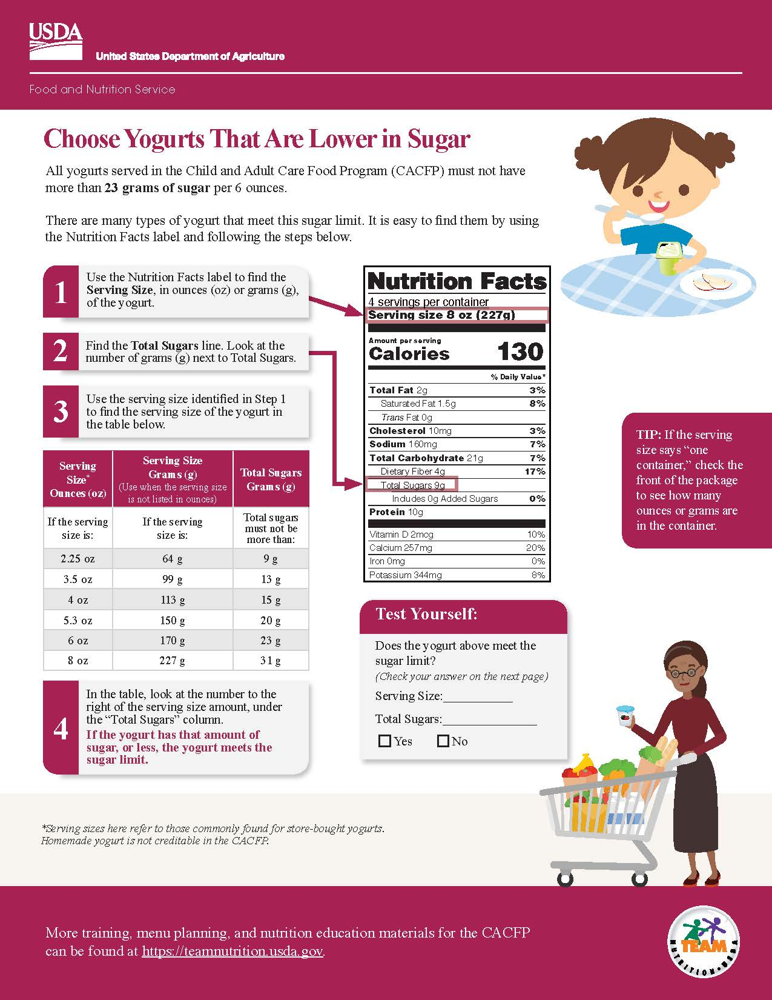 USDA
United States Department of Agriculture
Food and Nutrition Service
Choose Yogurts That Are Lower in Sugar
All yogurts served in the Child and Adult Care Food Program (CACFP) must not have
more than 23 grams of sugar per 6 ounces.
There are many types of yogurt that meet this sugar limit. It is easy to find them by using
the Nutrition Facts label and following the steps below.
1
Use the Nutrition Facts label to find the
Serving Size, in ounces (oz) or grams (g),
of the yogurt.
2
Find the Total Sugars line. Look at the
number of grams (g) next to Total Sugars.
3
Use the serving size identified in Step 1
to find the serving size of the yogurt in
the table below.
Serving
Size*
Ounces (oz)
Serving Size
Grams (g)
(Use when the serving size
is not listed in ounces)
Total Sugars
Grams (g)
If the serving
size is:
If the serving
size is:
Total sugars
must not be
more than:
2.25 oz 64 g 9 g
3.5 oz 99 g 13 g
4 oz 113 g 15 g
5.3 oz 150 g 20 g
6 oz 170 g 23 g
8 oz 227 g 31 g
4
In the table, look at the number to the
right of the serving size amount, under
the “Total Sugars” column.
If the yogurt has that amount of
sugar, or less, the yogurt meets the
sugar limit.
Nutrition Facts
4 servings per container
Serving size 8 oz (227g)
Amount per serving
Calories 130
% Daily Value*
Total Fat 2g 3%
Saturated Fat 1.5g 8%
Trans Fat 0g
Cholesterol 10mg 3%
Sodium 160mg 7%
Total Carbohydrate 21g 7%
Dietary Fiber 4g 17%
Total Sugars 9g
Includes 0g Added Sugars 0%
Protein 10g
Vitamin D 2mcg 10%
Calcium 257mg 20%
Iron 0mg 0%
Potassium 344mg 8%
TIP: If the serving
size says “one
container,” check the
front of the package
to see how many
ounces or grams are
in the container.
Test Yourself:
Does the yogurt above meet the
sugar limit?
(Check your answer on the next page)
Serving Size:___________
Total Sugars:_______________
Yes No
*Serving sizes here refer to those commonly found for store-bought yogurts.
Homemade yogurt is not creditable in the CACFP.
More training, menu planning, and nutrition education materials for the CACFP
can be found at https://teamnutrition.usda.gov.
TEAM
NUTRITION • USDA